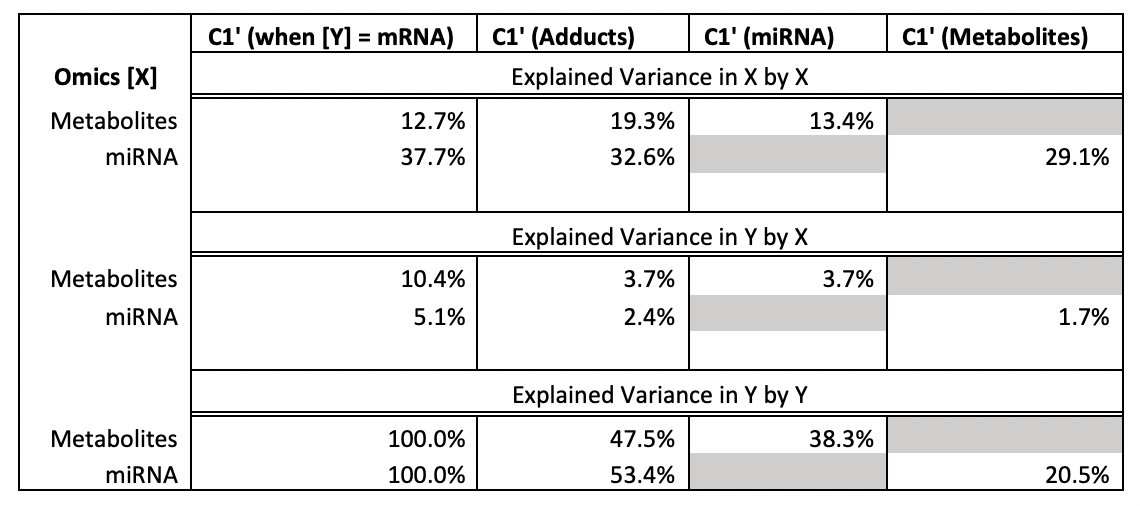 C1' (when [Y] = mRNA) C1' (Adducts) C1' (miRNA) C1' (Metabolites)
Omics [X] Explained Variance in X by X
Metabolites 12.7% 19.3% 13.4%
miRNA 37.7% 32.6% 29.1%
Explained Variance in Y by X
Metabolites 10.4% 3.7% 3.7%
miRNA 5.1% 2.4% 1.7%
Explained Variance in Y by Y
Metabolites 100.0% 47.5% 38.3%
miRNA 100.0% 53.4% 20.5%